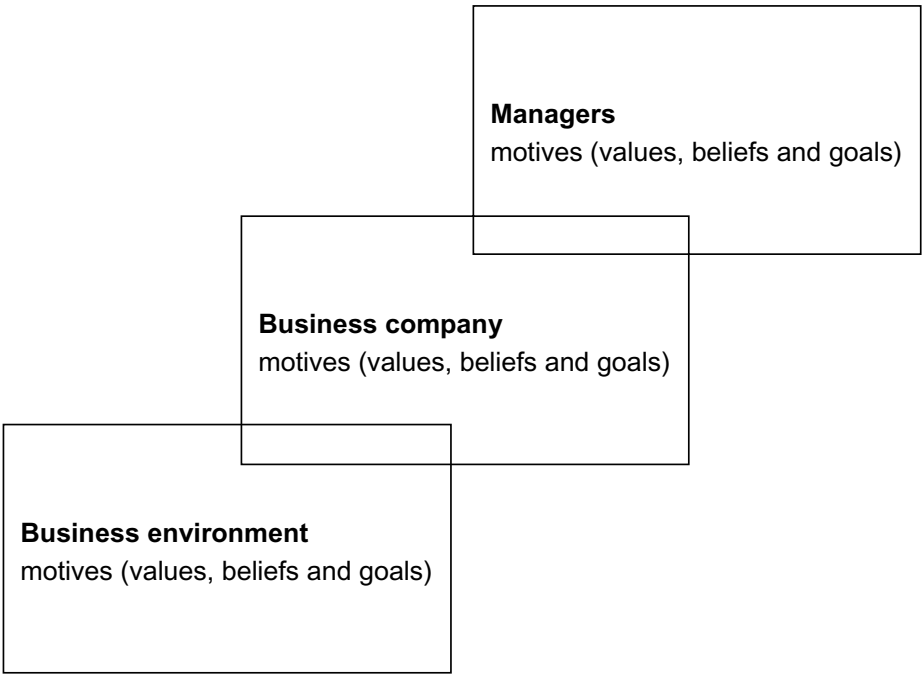 Managers
motives (values, beliefs and goals)
Business company
motives (values, beliefs and goals)
Business environment
motives (values, beliefs and goals)